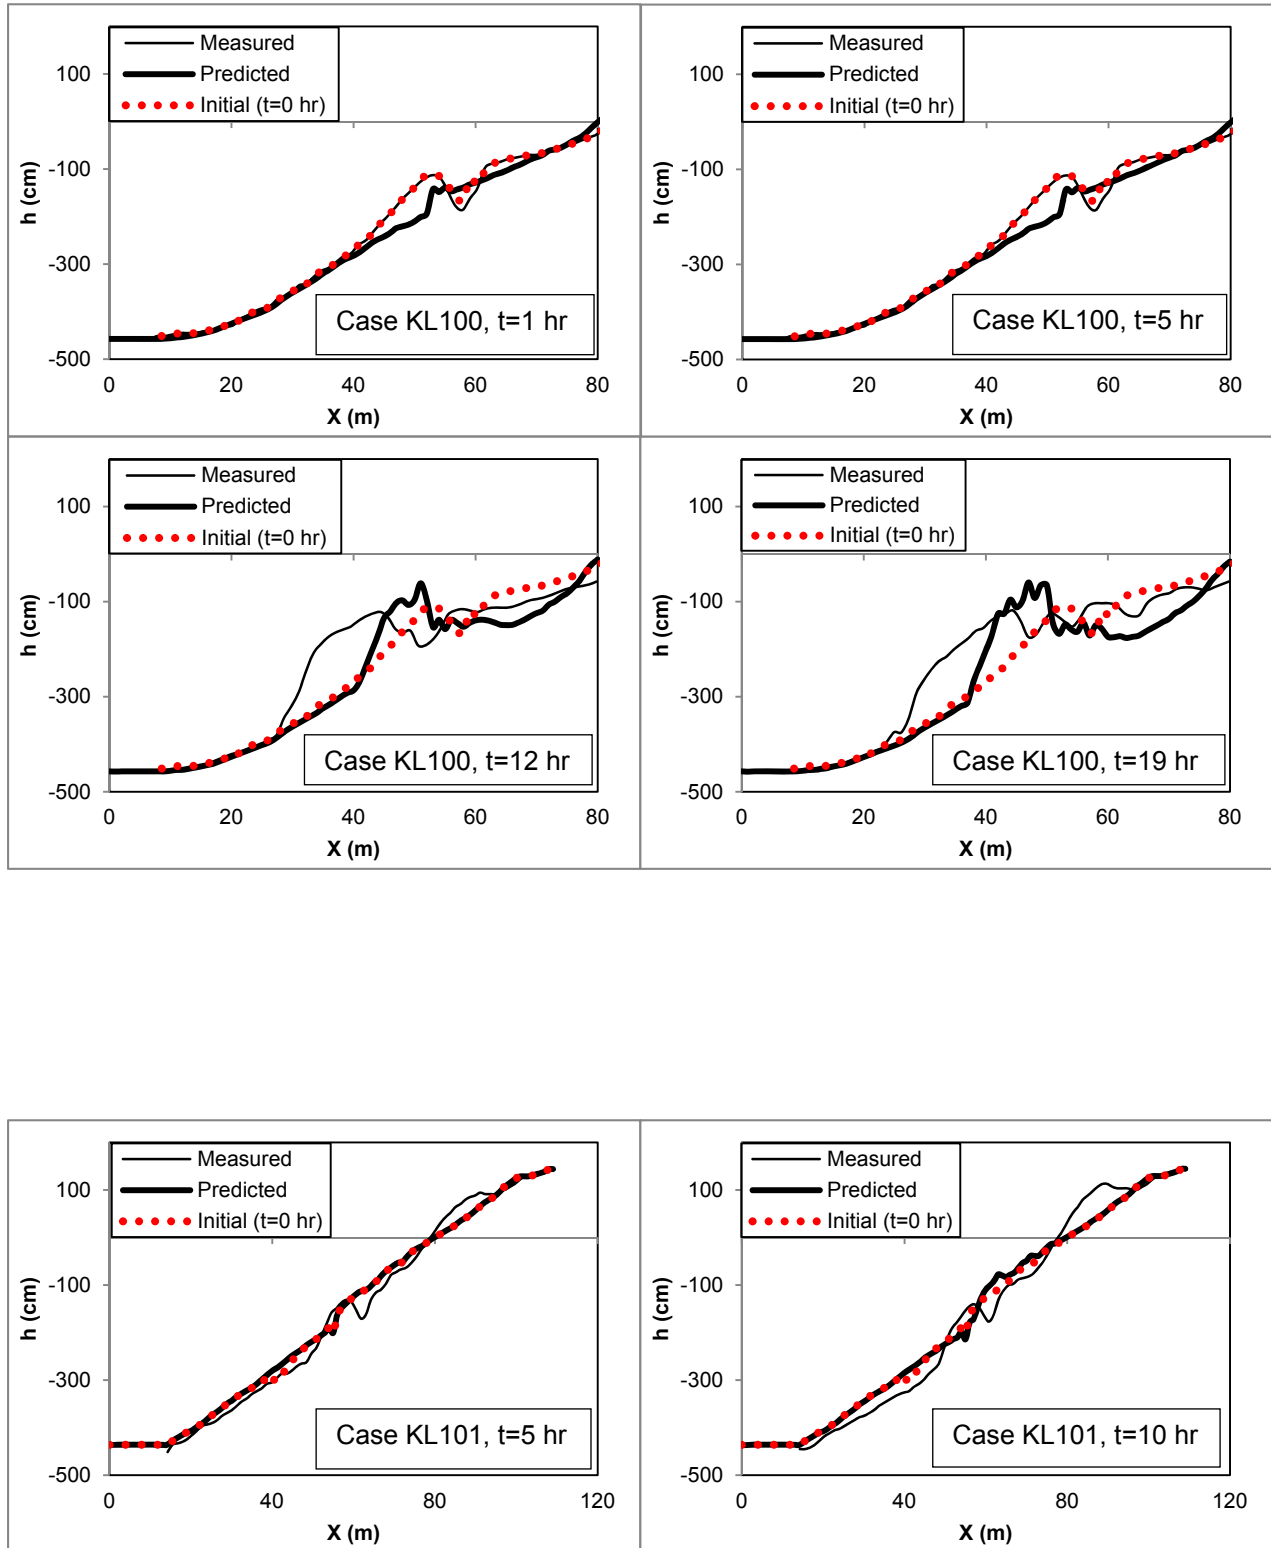 Measured
Predicted
Initial (t=0 hr)
100
-100
-300
-500
h (cm)
Case KL100, t=1 hr
0 20 40 60 80
X (m)
Measured
Predicted
Initial (t=0 hr)
100
-100
-300
-500
h (cm)
Case KL100, t=5 hr
0 20 40 60 80
X (m)
Measured
Predicted
Initial (t=0 hr)
100
-100
-300
-500
h (cm)
Case KL100, t=12 hr
0 20 40 60 80
X (m)
Measured
Predicted
Initial (t=0 hr)
100
-100
-300
-500
h (cm)
Case KL100, t=19 hr
0 20 40 60 80
X (m)
Measured
Predicted
Initial (t=0 hr)
100
-100
-300
-500
h (cm)
Case KL101, t=5 hr
0 40 80 120
X (m)
Measured
Predicted
Initial (t=0 hr)
100
-100
-300
-500
h (cm)
Case KL101, t=10 hr
0 40 80 120
X (m)